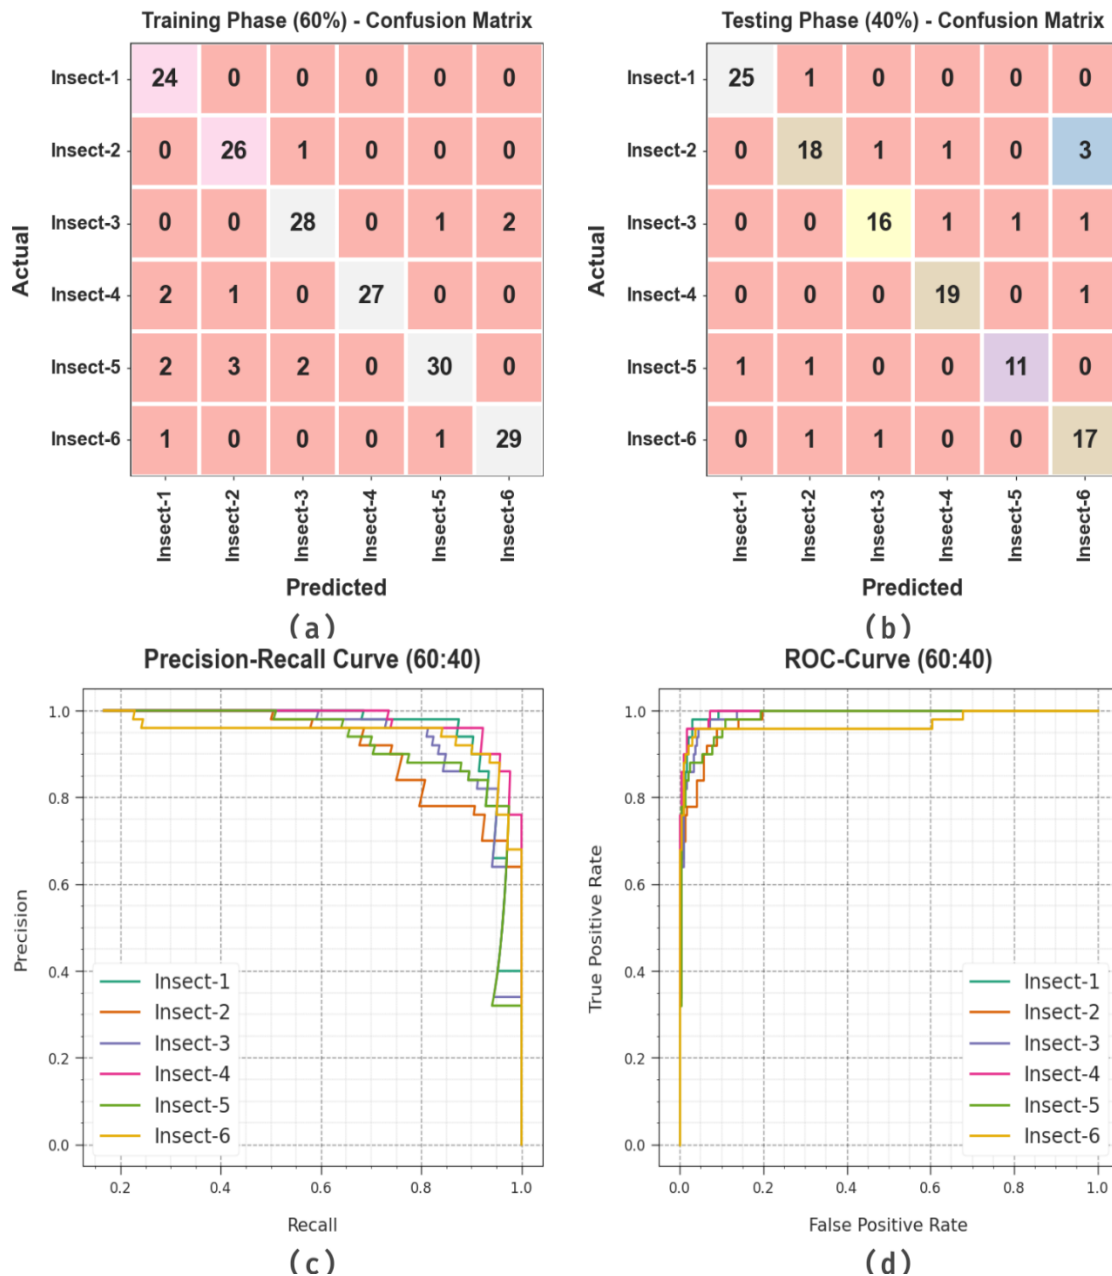 Training Phase (60%) - Confusion Matrix
Insect-1 24 0 0 0 0 0
Insect-2 0 26 1 0 0 0
Insect-3 0 0 28 0 1 2
Insect-4 2 1 0 27 0 0
Insect-5 2 3 2 0 30 0
Insect-6 1 0 0 0 1 29
Actual
Insect-1 Insect-2 Insect-3 Insect-4 Insect-5 Insect-6
Predicted
(a)
Testing Phase (40%) - Confusion Matrix
Insect-1 25 1 0 0 0 0
Insect-2 0 18 1 1 0 3
Insect-3 0 0 16 1 1 1
Insect-4 0 0 0 19 0 1
Insect-5 1 1 0 0 11 0
Insect-6 0 1 1 0 0 17
Actual
Insect-1 Insect-2 Insect-3 Insect-4 Insect-5 Insect-6
Predicted
(b)
Precision-Recall Curve (60:40)
1.0
0.8
0.6
0.4
0.2
0.0
Precision
Insect-1
Insect-2
Insect-3
Insect-4
Insect-5
Insect-6
0.2 0.4 0.6 0.8 1.0
Recall
(c)
ROC-Curve (60:40)
1.0
0.8
0.6
0.4
0.2
0.0
True Positive Rate
Insect-1
Insect-2
Insect-3
Insect-4
Insect-5
Insect-6
0.0 0.2 0.4 0.6 0.8 1.0
False Positive Rate
(d)